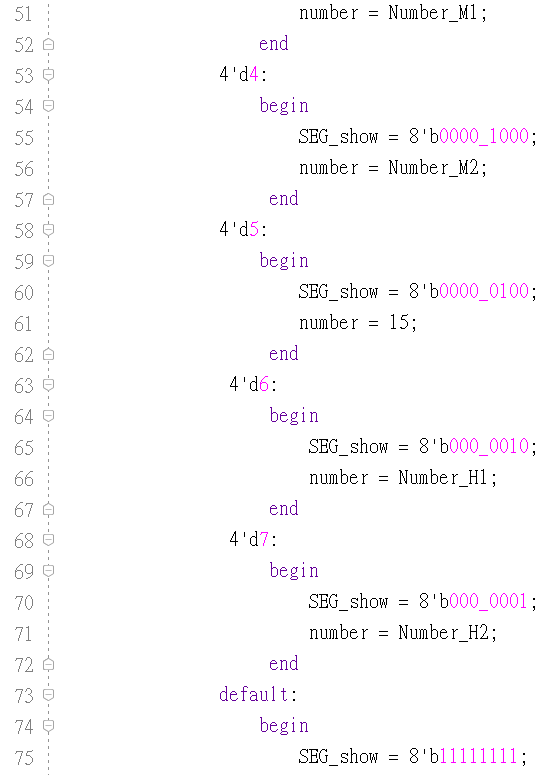 51 number = Number_M1;
52 end
53 4'd4:
54 begin
55 SEG_show = 8'b0000_1000;
56 number = Number_M2;
57 end
58 4'd5:
59 begin
60 SEG_show = 8'b0000_0100;
61 number = 15;
62 end
63 4'd6:
64 begin
65 SEG_show = 8'b000_0010;
66 number = Number_H1;
67 end
68 4'd7:
69 begin
70 SEG_show = 8'b000_0001;
71 number = Number_H2;
72 end
73 default:
74 begin
75 SEG_show = 8'b11111111;